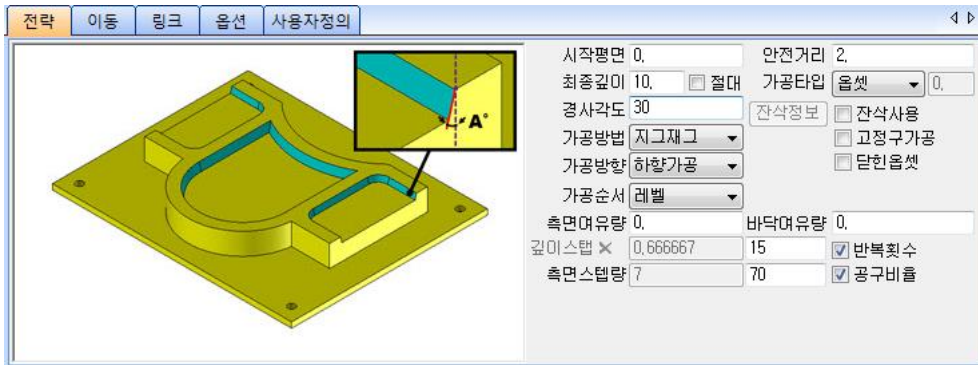 전략 이동 링크 옵션 사용자정의
A°
시작평면 0, 안전거리 2,
최종깊이 10, 절대 가공타입 옵셋 0,
경사각도 30 잔삭정보 잔삭사용
가공방법 지그재그 고정구가공
가공방향 하향가공 닫힌옵셋
가공순서 레벨
측면여유량 0, 바닥여유량 0,
깊이스탭 × 0,666667 15 반복횟수
측면스텝량 7 70 공구비율